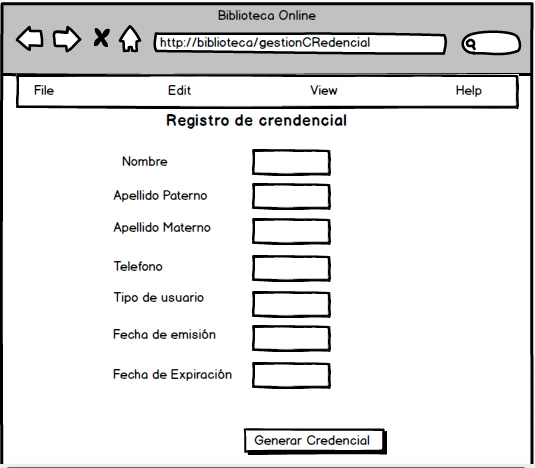 Biblioteca Online
http://biblioteca/gestionCRedencial
File Edit View Help
Registro de crendencial
Nombre
Apellido Paterno
Apellido Materno
Telefono
Tipo de usuario
Fecha de emisión
Fecha de Expiración
Generar Credencial